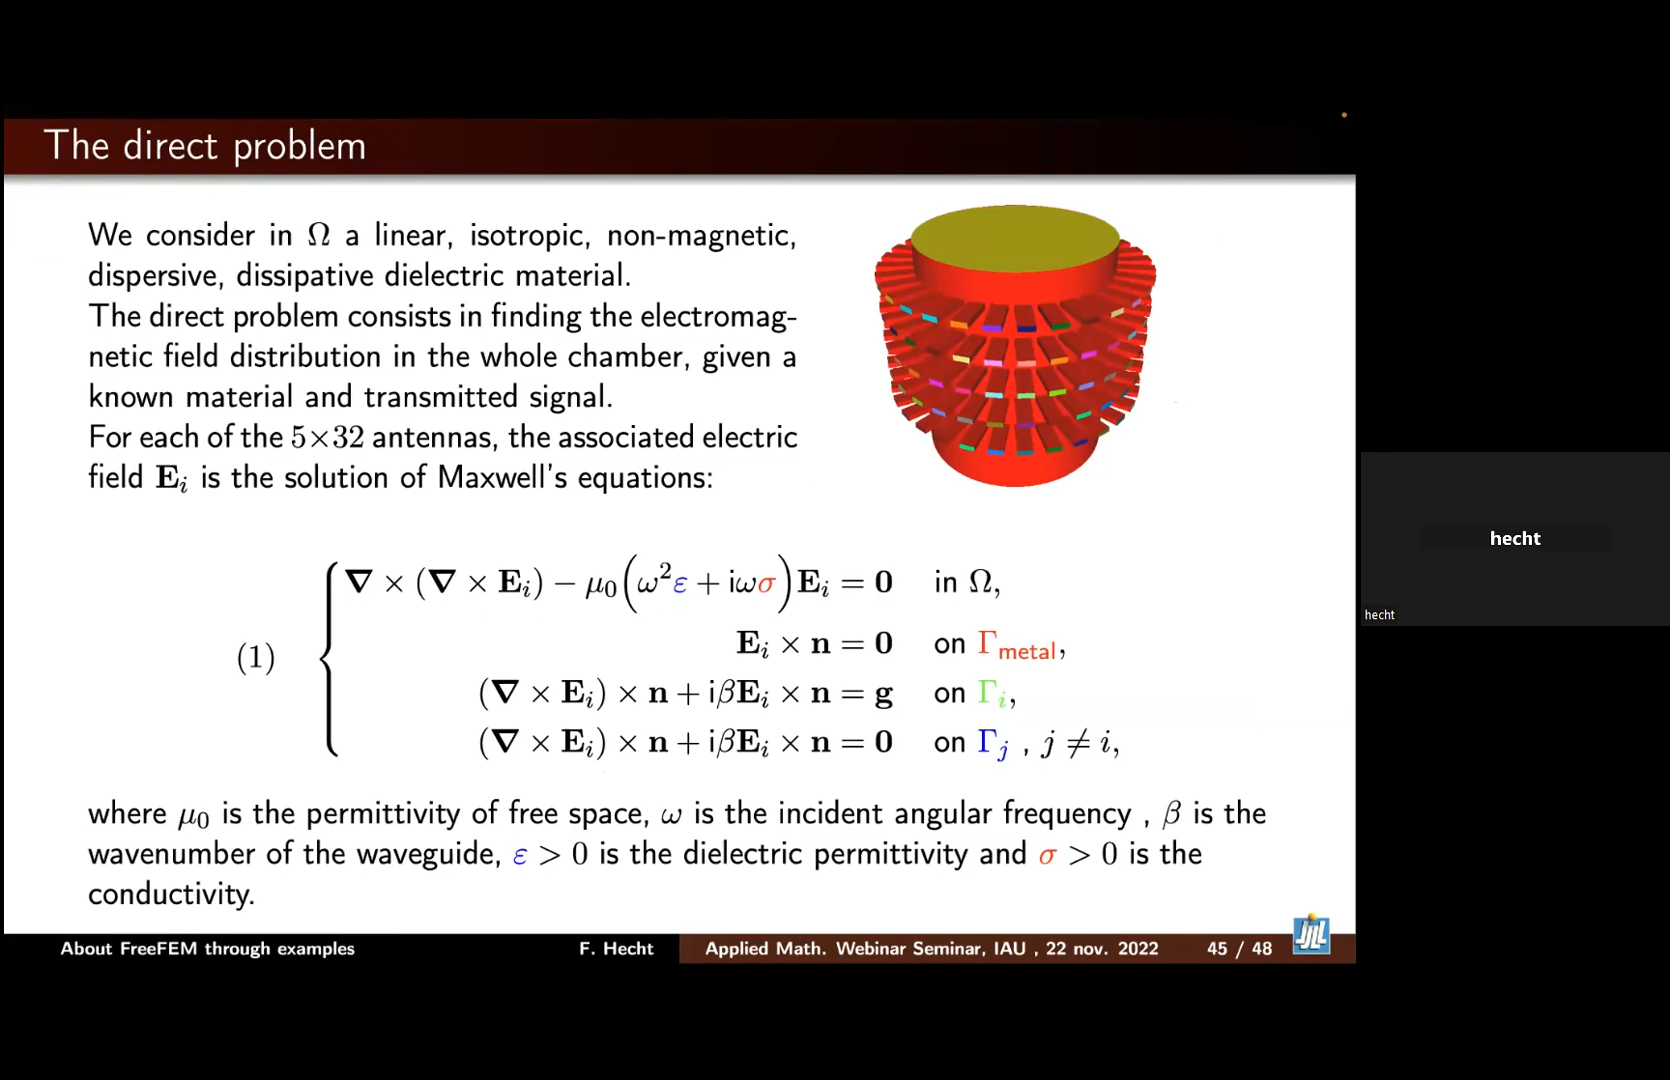 The direct problem
We consider in Ω a linear, isotropic, non-magnetic,
dispersive, dissipative dielectric material.
The direct problem consists in finding the electromag-
netic field distribution in the whole chamber, given a
known material and transmitted signal.
For each of the 5×32 antennas, the associated electric
field E_i is the solution of Maxwell's equations:
(1)
∇ × (∇ × E_i) − μ₀(ω²ε + iωσ)E_i = 0 in Ω,
E_i × n = 0 on Γ_metal,
(∇ × E_i) × n + iβE_i × n = g on Γ_i,
(∇ × E_i) × n + iβE_i × n = 0 on Γ_j , j ≠ i,
where μ₀ is the permittivity of free space, ω is the incident angular frequency , β is the
wavenumber of the waveguide, ε > 0 is the dielectric permittivity and σ > 0 is the
conductivity.
About FreeFEM through examples F. Hecht Applied Math. Webinar Seminar, IAU , 22 nov. 2022 45 / 48
JJLL
hecht
hecht